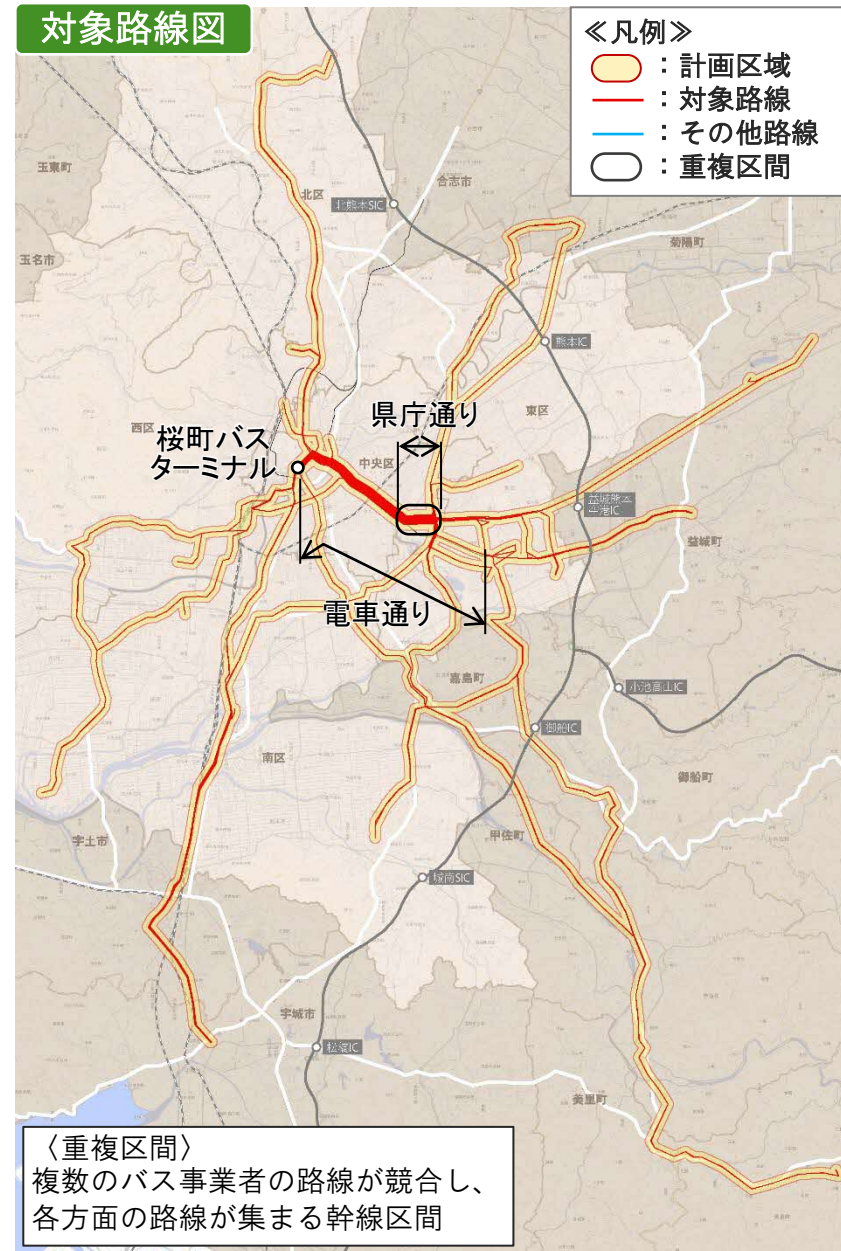 対象路線図
≪凡例≫
：計画区域
：対象路線
：その他路線
：重複区間
玉東町
北区
合志市
北熊本SIC
菊陽町
玉名市
熊本IC
県庁通り
東区
西区
桜町バス
ターミナル
中央区
益城熊本
空港IC
益城町
電車通り
嘉島町
小池高山IC
御船IC
南区
御船町
宇土市
甲佐町
城南SIC
宇城市
松橋IC
美里町
〈重複区間〉
複数のバス事業者の路線が競合し、
各方面の路線が集まる幹線区間